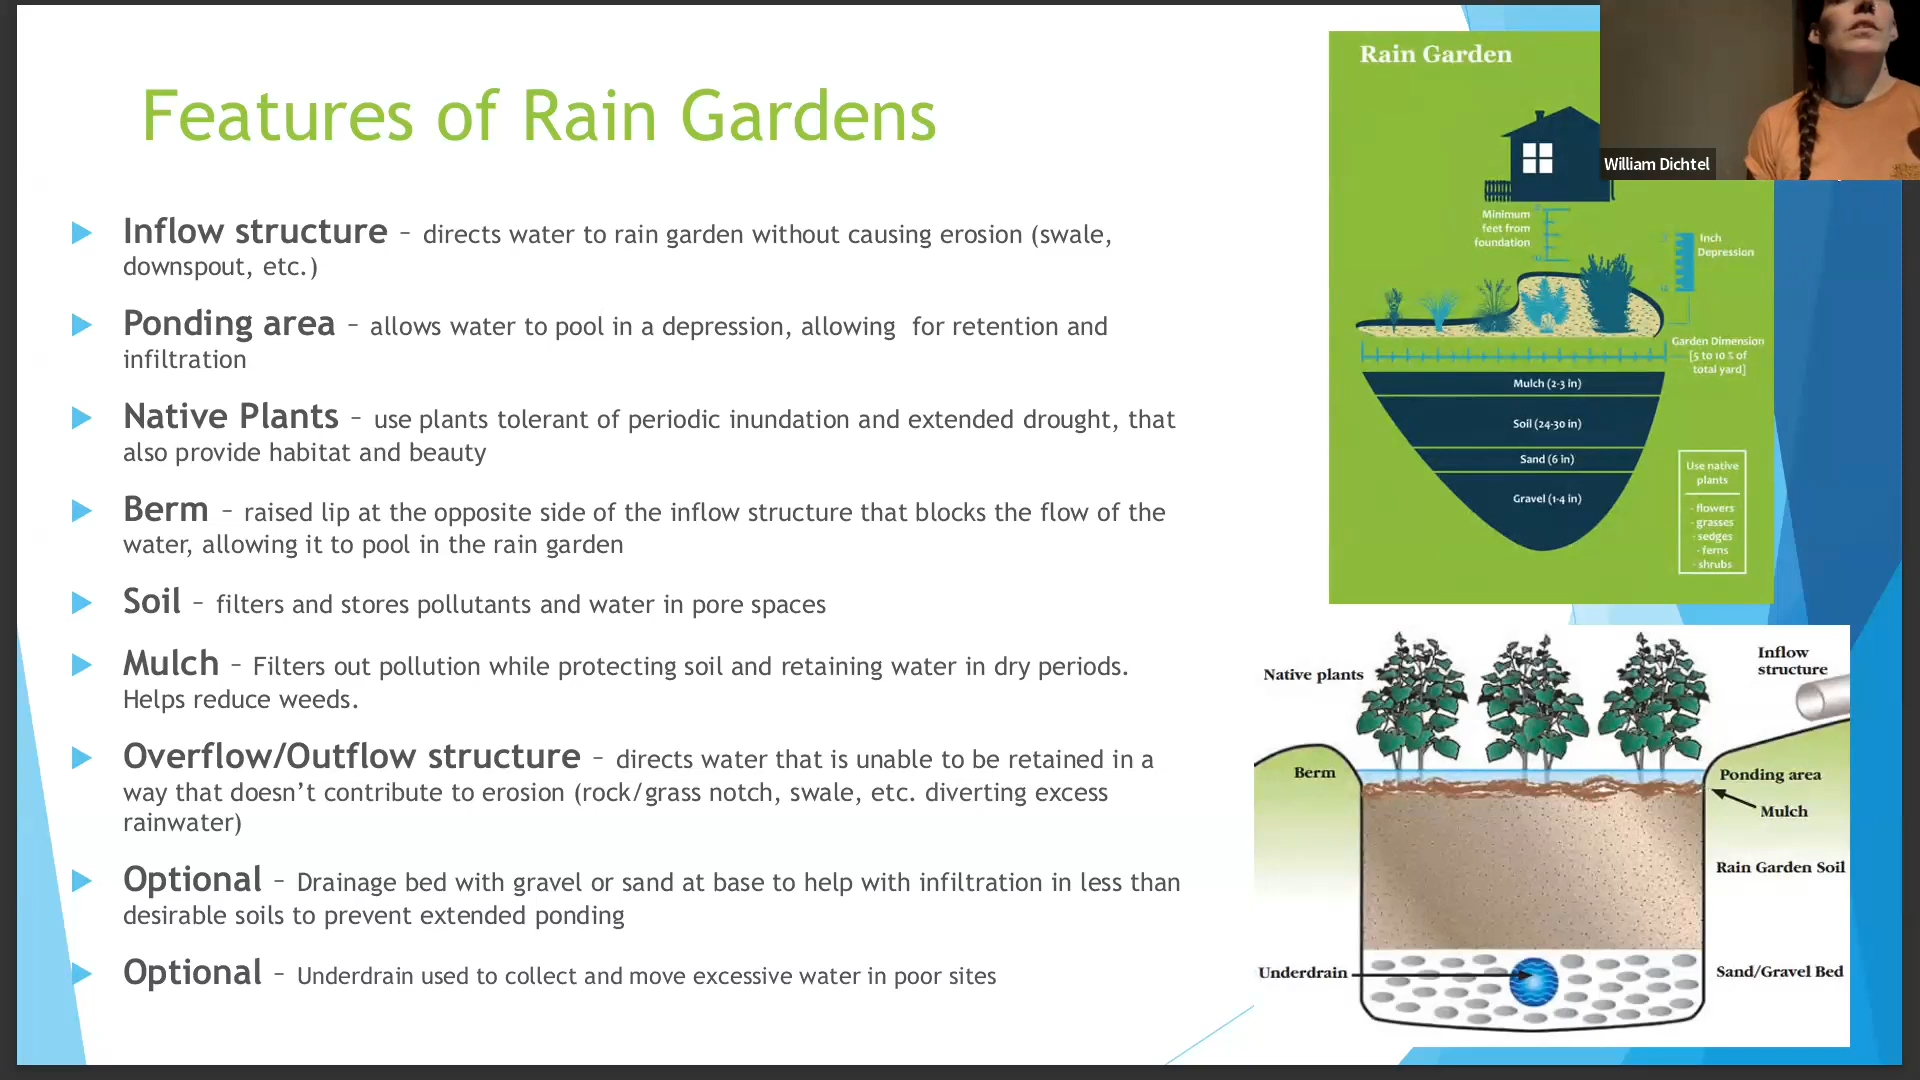 Features of Rain Gardens
Inflow structure – directs water to rain garden without causing erosion (swale,
downspout, etc.)
Ponding area – allows water to pool in a depression, allowing  for retention and
infiltration
Native Plants – use plants tolerant of periodic inundation and extended drought, that
also provide habitat and beauty
Berm – raised lip at the opposite side of the inflow structure that blocks the flow of the
water, allowing it to pool in the rain garden
Soil – filters and stores pollutants and water in pore spaces
Mulch – Filters out pollution while protecting soil and retaining water in dry periods.
Helps reduce weeds.
Overflow/Outflow structure – directs water that is unable to be retained in a
way that doesn’t contribute to erosion (rock/grass notch, swale, etc. diverting excess
rainwater)
Optional – Drainage bed with gravel or sand at base to help with infiltration in less than
desirable soils to prevent extended ponding
Optional – Underdrain used to collect and move excessive water in poor sites
Rain Garden
William Dichtel
Minimum
feet from
foundation
Inch
Depression
Garden Dimension
[5 to 10 % of
total yard]
Mulch (2-3 in)
Soil (24-30 in)
Sand (6 in)
Gravel (1-4 in)
Use native
plants
- flowers
- grasses
- sedges
- ferns
- shrubs
Native plants
Inflow
structure
Berm
Ponding area
Mulch
Rain Garden Soil
Underdrain
Sand/Gravel Bed